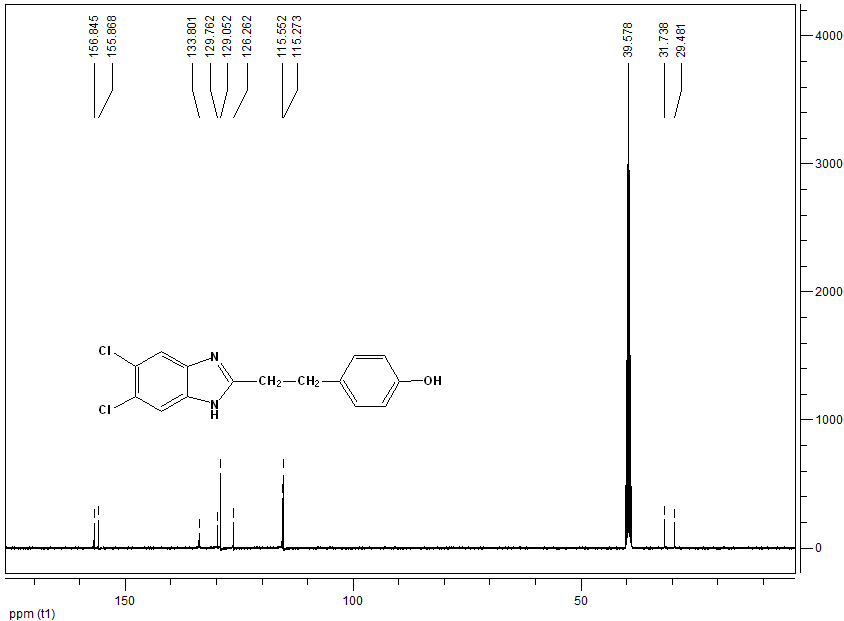 156.845
155.868
133.801
129.762
129.052
126.262
115.552
115.273
39.578
31.738
29.481
4000
3000
2000
1000
0
Cl
N
CH2
CH2
OH
Cl
N
H
150
100
50
ppm (t1)